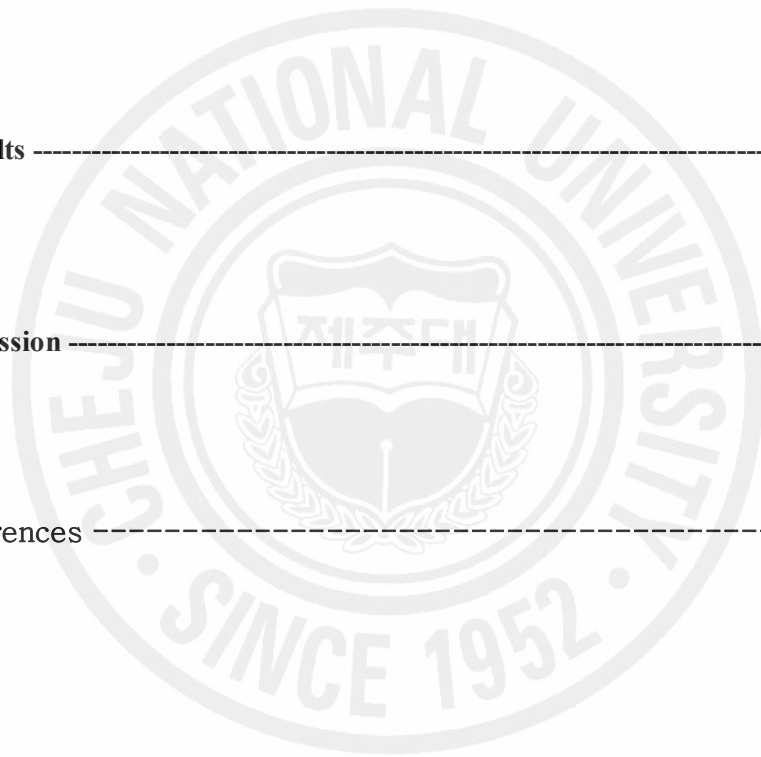 CHEJU NATIONAL UNIVERSITY
lts ----------------------------------------------------------
ssion -------------------------------------------------------
제주대
rences ----------------------------------------
· SINCE 1952 ·